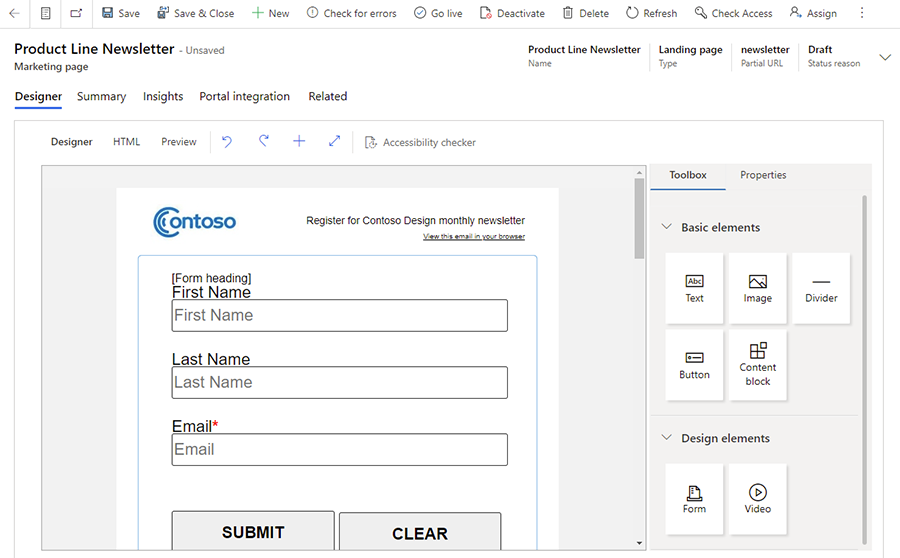 Save
Save & Close
New
Check for errors
Go live
Deactivate
Delete
Refresh
Check Access
Assign
Product Line Newsletter - Unsaved
Marketing page
Product Line Newsletter
Name
Landing page
Type
newsletter
Partial URL
Draft
Status reason
Designer
Summary
Insights
Portal integration
Related
Designer
HTML
Preview
Accessibility checker
Contoso
Register for Contoso Design monthly newsletter
View this email in your browser
[Form heading]
First Name
First Name
Last Name
Last Name
Email*
Email
SUBMIT
CLEAR
Toolbox
Properties
Basic elements
Abc
Text
Image
Divider
Button
Content
block
Design elements
Form
Video